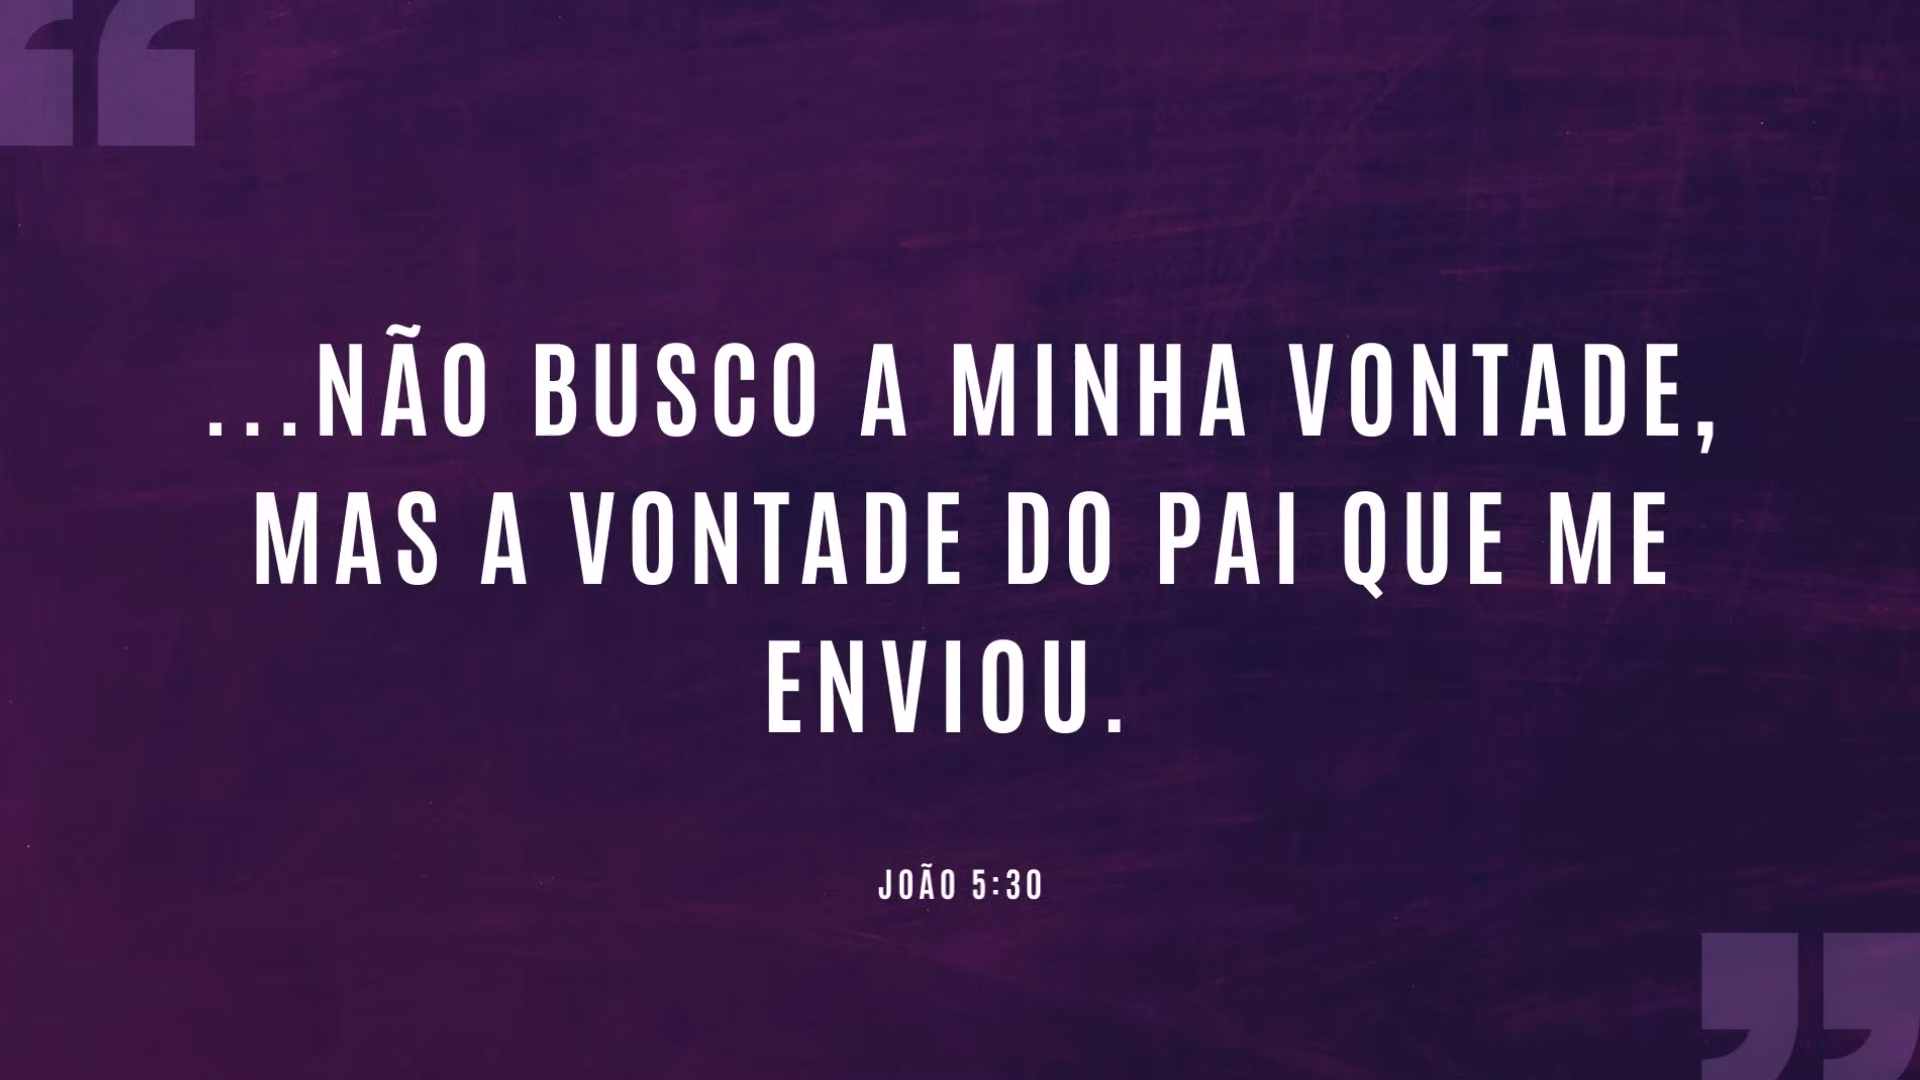 ...NÃO BUSCO A MINHA VONTADE,
MAS A VONTADE DO PAI QUE ME
ENVIOU.
JOÃO 5:30